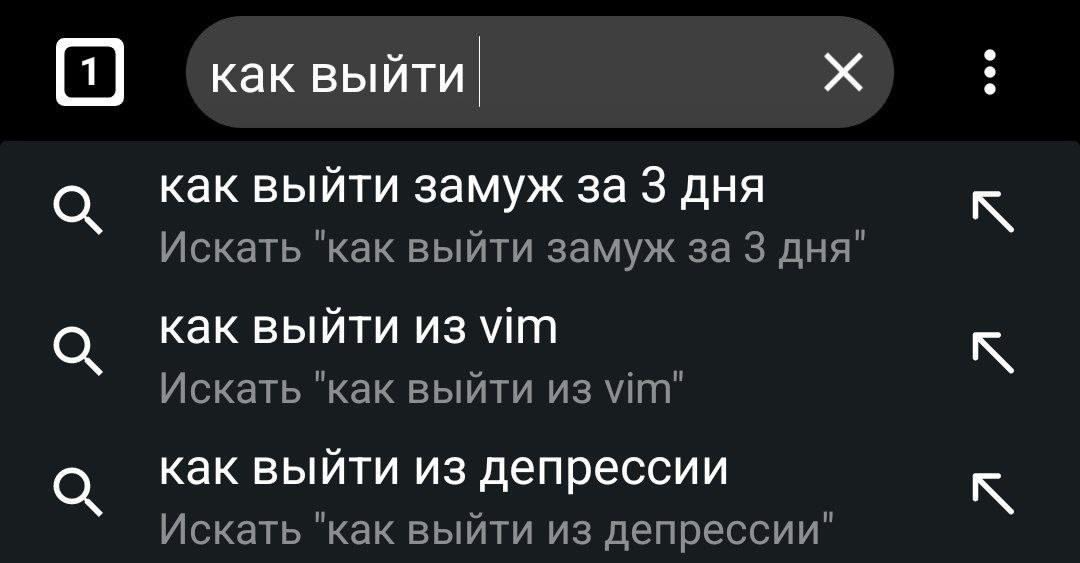 1
как выйти
как выйти замуж за 3 дня
Искать "как выйти замуж за 3 дня"
как выйти из vim
Искать "как выйти из vim"
как выйти из депрессии
Искать "как выйти из депрессии"